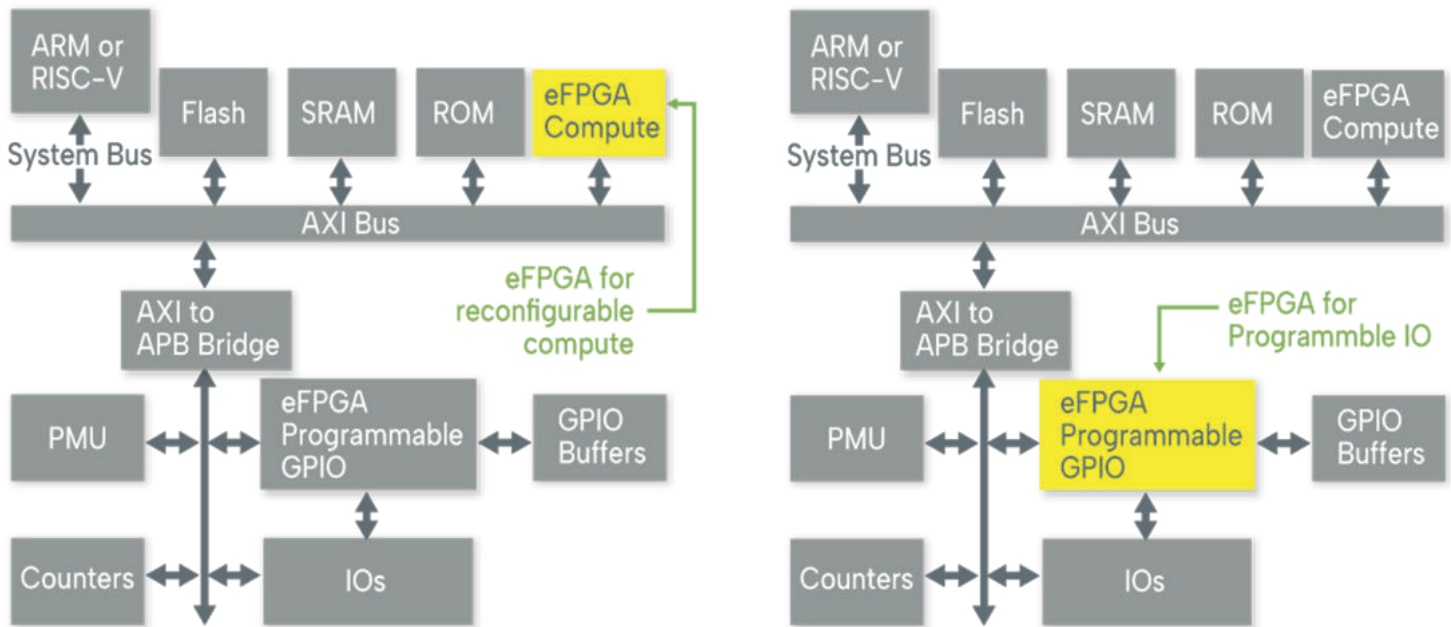 ARM or
RISC-V
System Bus
Flash
SRAM
ROM
eFPGA
Compute
AXI Bus
eFPGA for
reconfigurable
compute
AXI to
APB Bridge
PMU
eFPGA
Programmable
GPIO
GPIO
Buffers
Counters
IOs
ARM or
RISC-V
System Bus
Flash
SRAM
ROM
eFPGA
Compute
AXI Bus
AXI to
APB Bridge
eFPGA for
Programmble IO
PMU
eFPGA
Programmable
GPIO
GPIO
Buffers
Counters
IOs